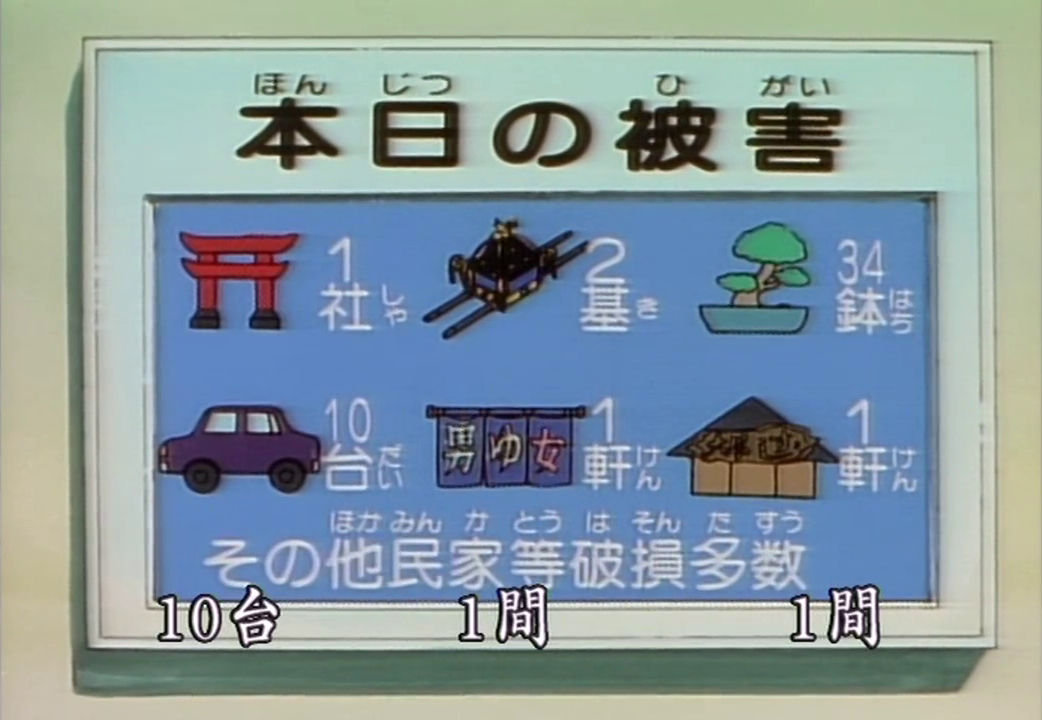 ほん じつ ひ がい
本日の被害
1 2 34
社 しゃ 基 き 鉢 はち
10 1 1
台 だい 男 ゆ 女 軒 けん 軒 けん
ほか みん か とう は そん た すう
その他民家等破損多数
10台 1間 1間